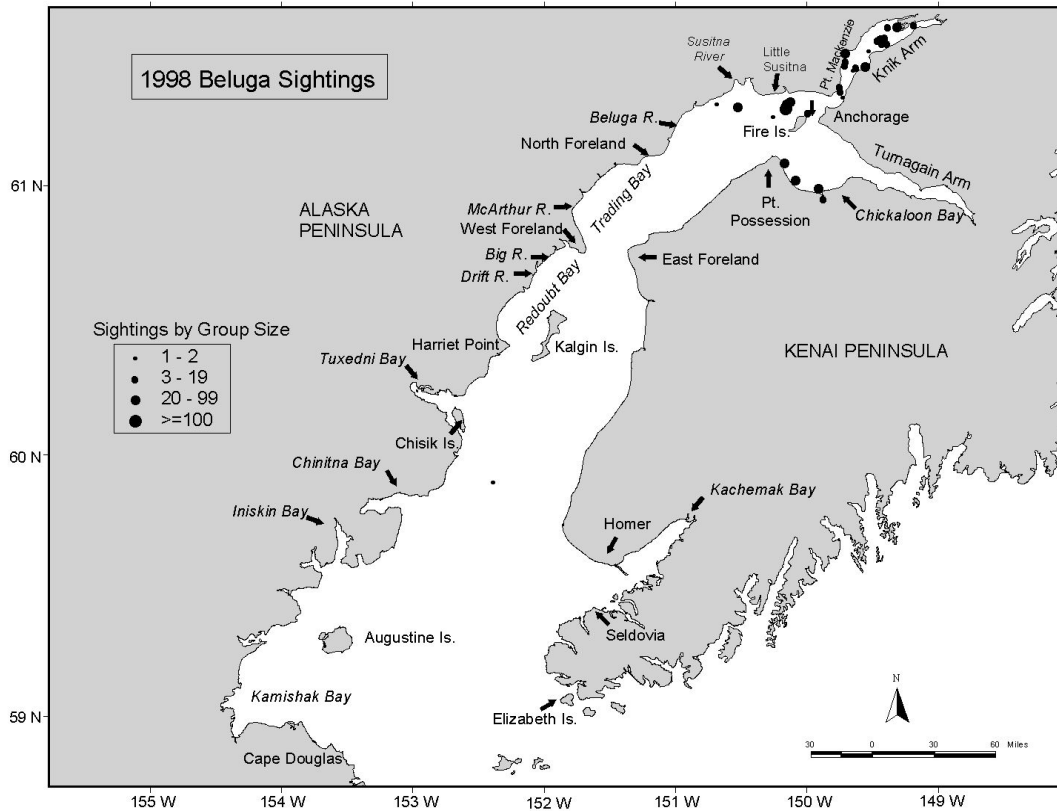 1998 Beluga Sightings
Susitna
River
Little
Susitna
Pt. Mackenzie
Knik Arm
Beluga R.
Fire Is.
Anchorage
North Foreland
Turnagain Arm
61 N
Trading Bay
ALASKA
PENINSULA
McArthur R.
West Foreland
Pt.
Possession
Chickaloon Bay
Big R.
East Foreland
Drift R.
Redoubt Bay
Sightings by Group Size
1 - 2
3 - 19
20 - 99
>=100
Harriet Point
Kalgin Is.
KENAI PENINSULA
Tuxedni Bay
Chisik Is.
60 N
Chinitna Bay
Kachemak Bay
Iniskin Bay
Homer
Augustine Is.
Seldovia
Kamishak Bay
N
59 N
Elizabeth Is.
Cape Douglas
30 0 30 60 Miles
155 W 154 W 153 W 152 W 151 W 150 W 149 W